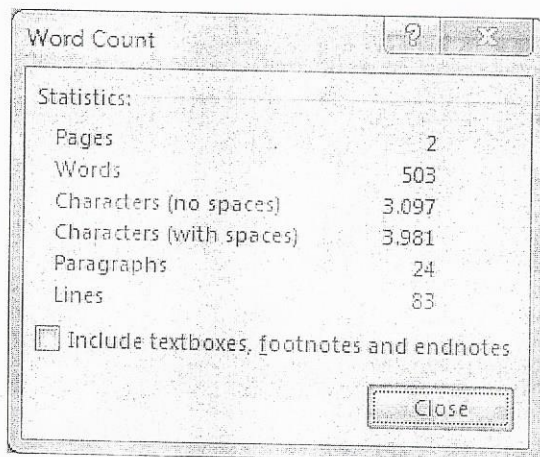 Word Count
Statistics:
Pages 2
Words 503
Characters (no spaces) 3.097
Characters (with spaces) 3.981
Paragraphs 24
Lines 83
Include textboxes, footnotes and endnotes
Close